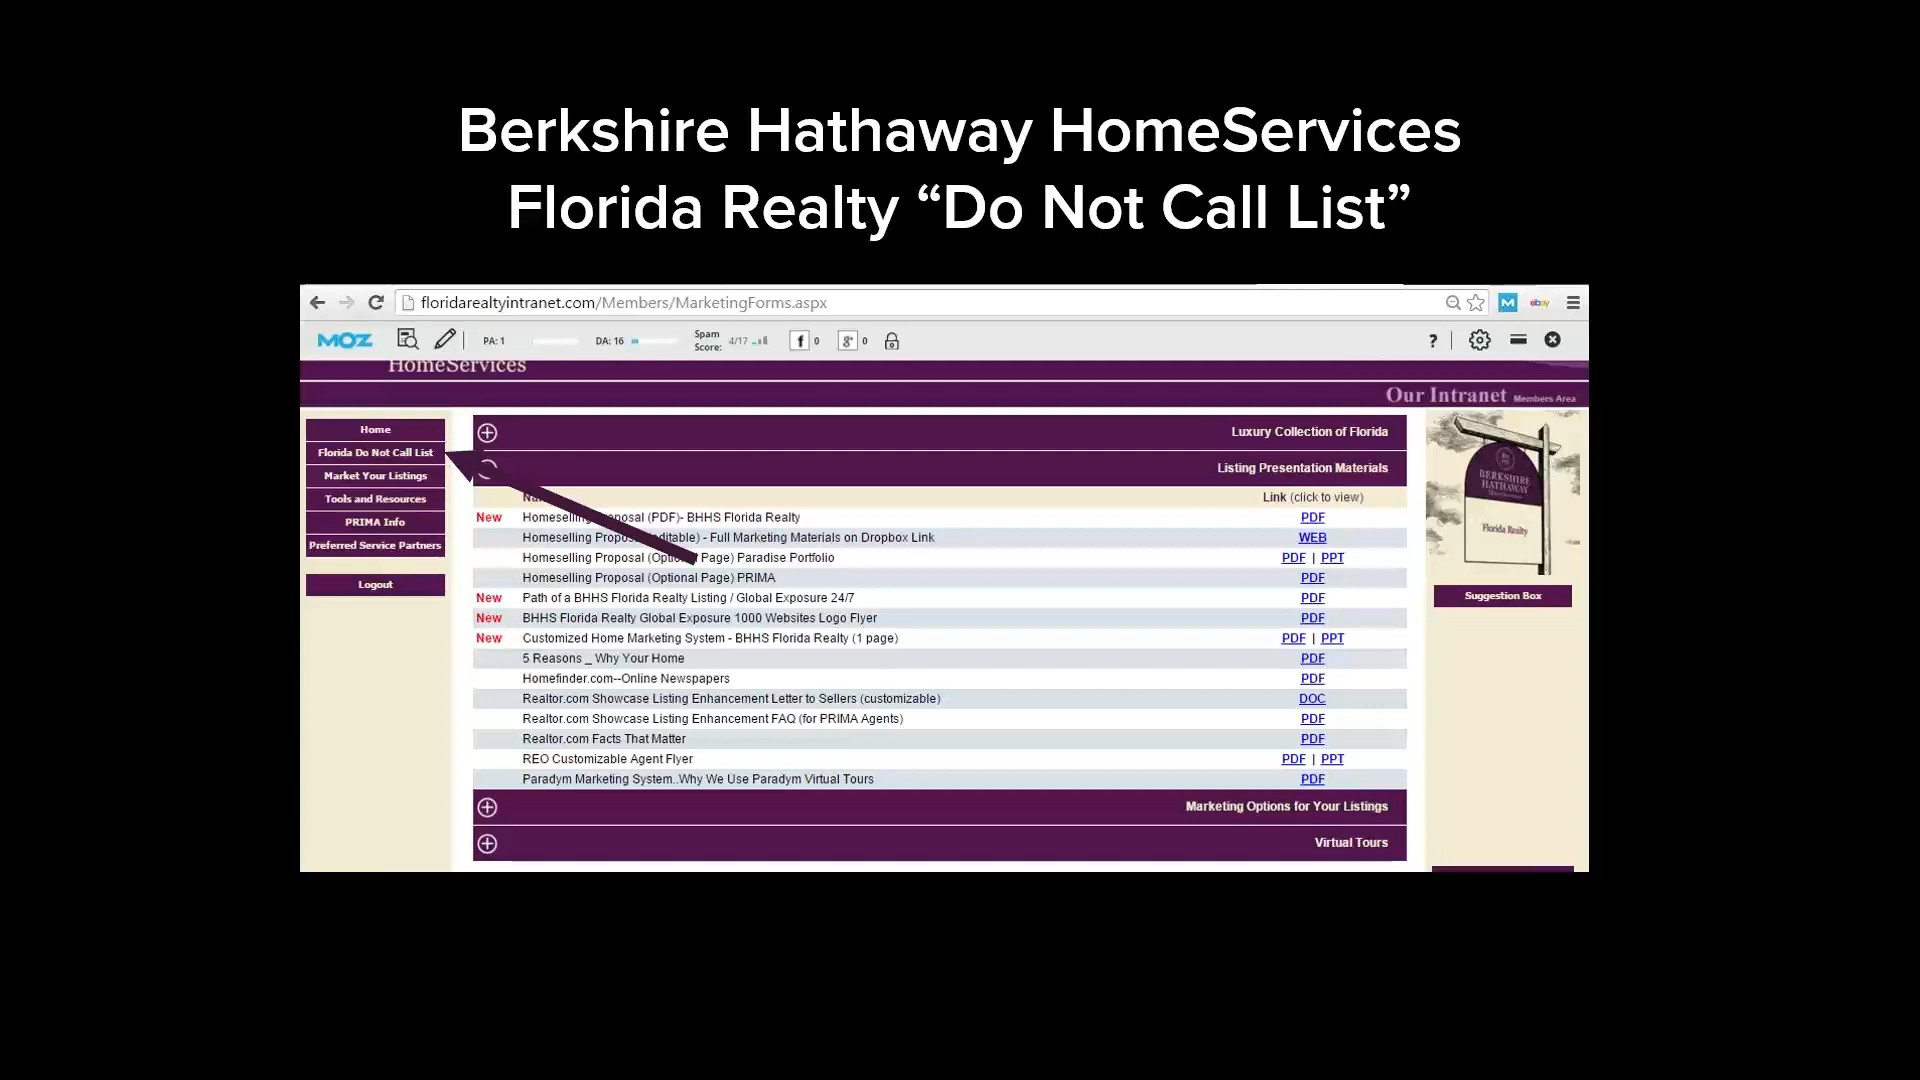 Berkshire Hathaway HomeServices
Florida Realty “Do Not Call List”
floridarealtyintranet.com/Members/MarketingForms.aspx
M ebay
MOZ PA: 1 DA: 16 Spam Score: 4/17 f 0 g+ 0 ?
HomeServices
Our Intranet Members Area
Home
Florida Do Not Call List
Market Your Listings
Tools and Resources
PRIMA Info
Preferred Service Partners
Logout
Luxury Collection of Florida
Listing Presentation Materials
Link (click to view)
New Homeselling Proposal (PDF)- BHHS Florida Realty PDF
Homeselling Proposal (editable) - Full Marketing Materials on Dropbox Link WEB
Homeselling Proposal (Optional Page) Paradise Portfolio PDF | PPT
Homeselling Proposal (Optional Page) PRIMA PDF
New Path of a BHHS Florida Realty Listing / Global Exposure 24/7 PDF
New BHHS Florida Realty Global Exposure 1000 Websites Logo Flyer PDF
New Customized Home Marketing System - BHHS Florida Realty (1 page) PDF | PPT
5 Reasons _ Why Your Home PDF
Homefinder.com--Online Newspapers PDF
Realtor.com Showcase Listing Enhancement Letter to Sellers (customizable) DOC
Realtor.com Showcase Listing Enhancement FAQ (for PRIMA Agents) PDF
Realtor.com Facts That Matter PDF
REO Customizable Agent Flyer PDF | PPT
Paradym Marketing System..Why We Use Paradym Virtual Tours PDF
Marketing Options for Your Listings
Virtual Tours
BERKSHIRE
HATHAWAY
HomeServices
Florida Realty
Suggestion Box